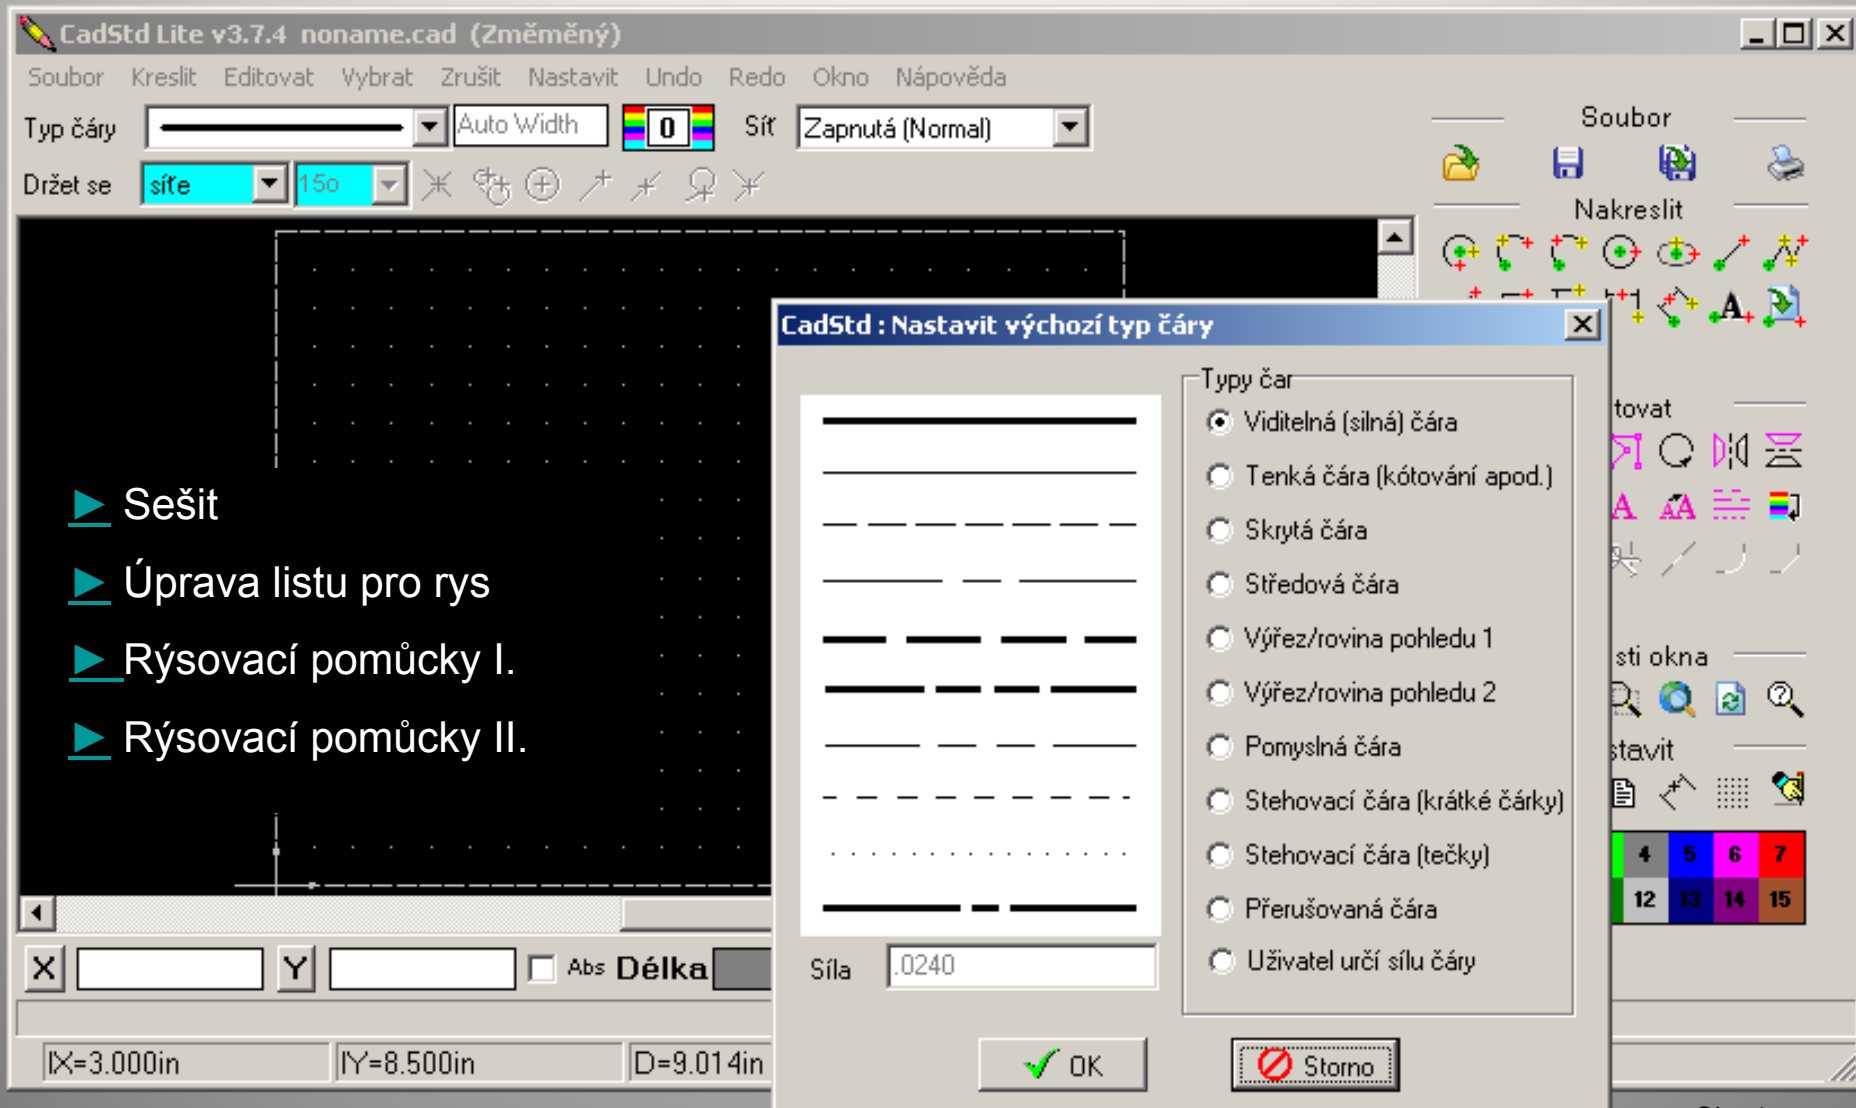 CadStd Lite v3.7.4 noname.cad (Změměný)
Soubor Kreslit Editovat Vybrat Zrušit Nastavit Undo Redo Okno Nápověda
Typ čáry Auto Width 0 Síť Zapnutá (Normal)
Držet se síťe 15o
Soubor
Nakreslit
CadStd : Nastavit výchozí typ čáry
Typy čar
Viditelná (silná) čára
Tenká čára (kótování apod.)
Skrytá čára
Středová čára
Výřez/rovina pohledu 1
Výřez/rovina pohledu 2
Pomyslná čára
Stehovací čára (krátké čárky)
Stehovací čára (tečky)
Přerušovaná čára
Uživatel určí sílu čáry
Síla .0240
OK Storno
► Sešit
► Úprava listu pro rys
► Rýsovací pomůcky I.
► Rýsovací pomůcky II.
tovat
A AA
sti okna
stavit
4 5 6 7
12 13 14 15
X Y Abs Délka
IX=3.000in IY=8.500in D=9.014in